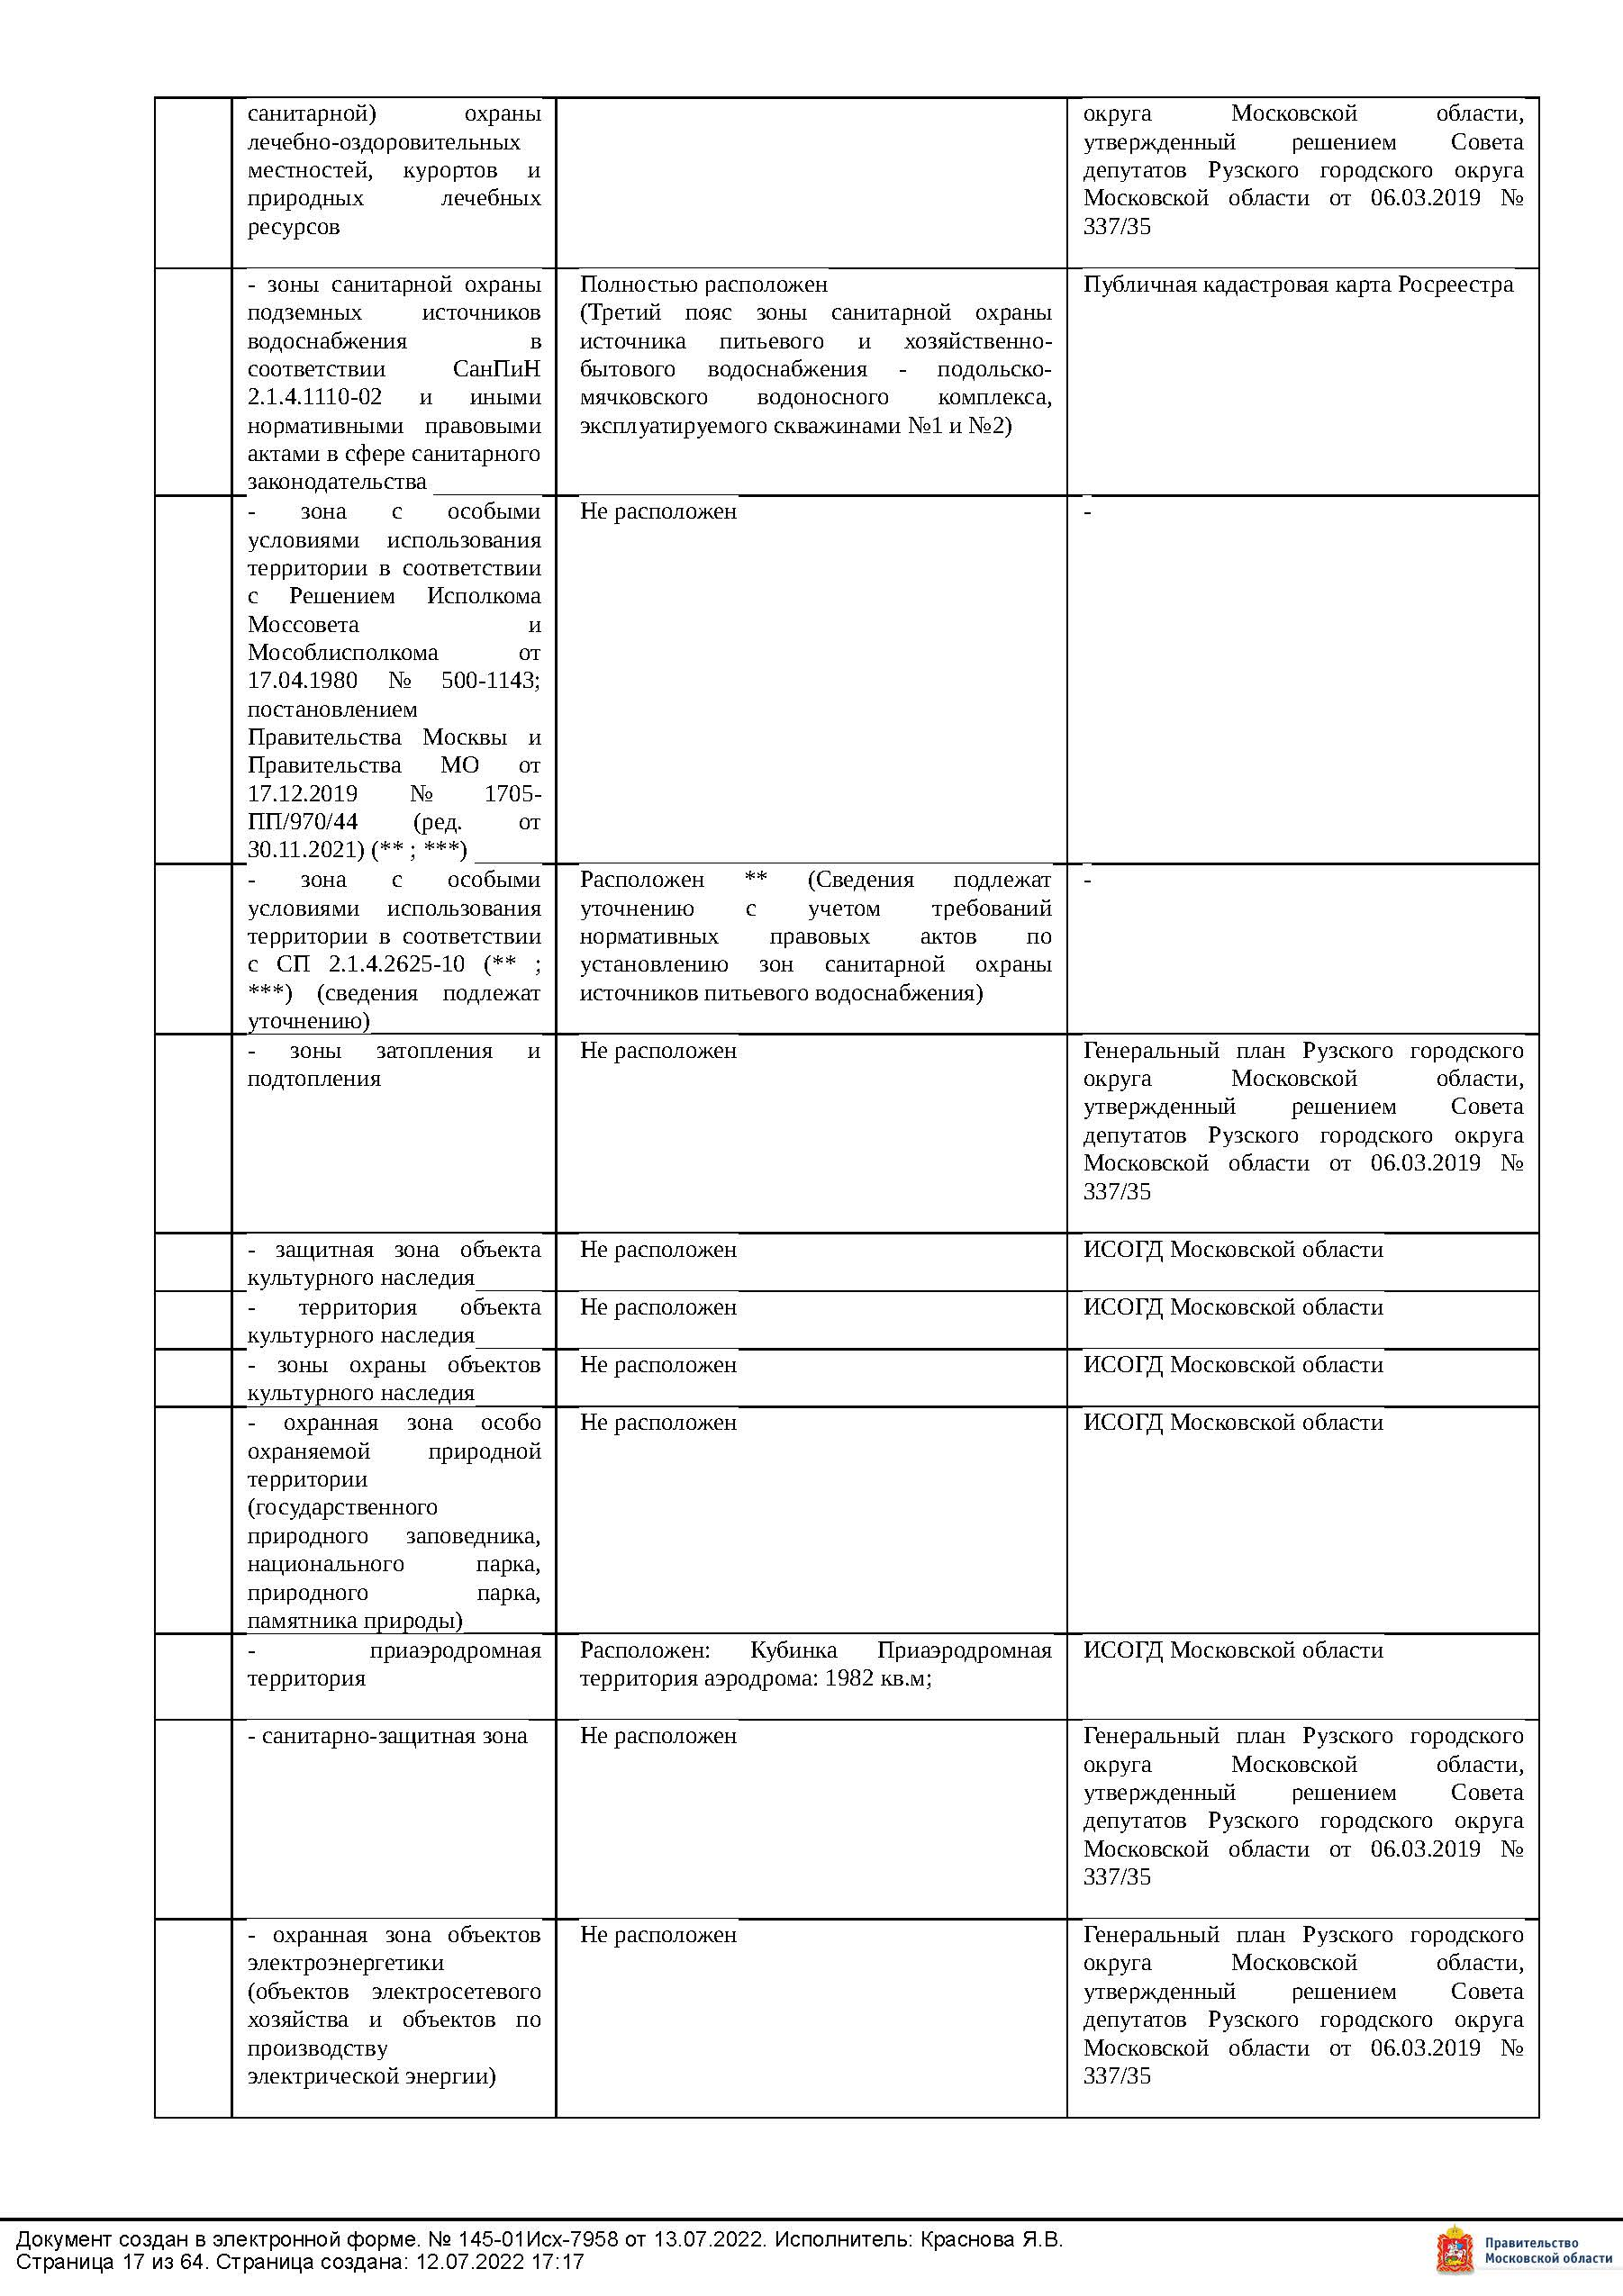 санитарной) охраны
лечебно-оздоровительных
местностей, курортов и
природных лечебных
ресурсов
округа Московской области,
утвержденный решением Совета
депутатов Рузского городского округа
Московской области от 06.03.2019 №
337/35
- зоны санитарной охраны
подземных источников
водоснабжения в
соответствии СанПиН
2.1.4.1110-02 и иными
нормативными правовыми
актами в сфере санитарного
законодательства
Полностью расположен
(Третий пояс зоны санитарной охраны
источника питьевого и хозяйственно-
бытового водоснабжения - подольско-
мячковского водоносного комплекса,
эксплуатируемого скважинами №1 и №2)
Публичная кадастровая карта Росреестра
- зона с особыми
условиями использования
территории в соответствии
с Решением Исполкома
Моссовета и
Мособлисполкома от
17.04.1980 № 500-1143;
постановлением
Правительства Москвы и
Правительства МО от
17.12.2019 № 1705-
ПП/970/44 (ред. от
30.11.2021) (** ; ***)
Не расположен
-
- зона с особыми
условиями использования
территории в соответствии
с СП 2.1.4.2625-10 (** ;
***) (сведения подлежат
уточнению)
Расположен ** (Сведения подлежат
уточнению с учетом требований
нормативных правовых актов по
установлению зон санитарной охраны
источников питьевого водоснабжения)
-
- зоны затопления и
подтопления
Не расположен
Генеральный план Рузского городского
округа Московской области,
утвержденный решением Совета
депутатов Рузского городского округа
Московской области от 06.03.2019 №
337/35
- защитная зона объекта
культурного наследия
Не расположен
ИСОГД Московской области
- территория объекта
культурного наследия
Не расположен
ИСОГД Московской области
- зоны охраны объектов
культурного наследия
Не расположен
ИСОГД Московской области
- охранная зона особо
охраняемой природной
территории
(государственного
природного заповедника,
национального парка,
природного парка,
памятника природы)
Не расположен
ИСОГД Московской области
- приаэродромная
территория
Расположен: Кубинка Приаэродромная
территория аэродрома: 1982 кв.м;
ИСОГД Московской области
- санитарно-защитная зона
Не расположен
Генеральный план Рузского городского
округа Московской области,
утвержденный решением Совета
депутатов Рузского городского округа
Московской области от 06.03.2019 №
337/35
- охранная зона объектов
электроэнергетики
(объектов электросетевого
хозяйства и объектов по
производству
электрической энергии)
Не расположен
Генеральный план Рузского городского
округа Московской области,
утвержденный решением Совета
депутатов Рузского городского округа
Московской области от 06.03.2019 №
337/35
Документ создан в электронной форме. № 145-01Исх-7958 от 13.07.2022. Исполнитель: Краснова Я.В.
Страница 17 из 64. Страница создана: 12.07.2022 17:17
Правительство
Московской области